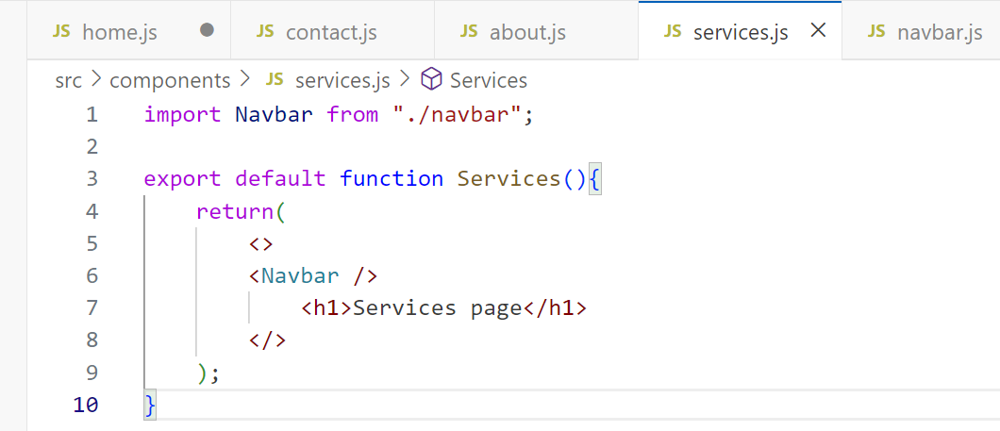 JS home.js JS contact.js JS about.js JS services.js JS navbar.js
src > components > JS services.js > Services
1 import Navbar from "./navbar";
2
3 export default function Services(){
4     return(
5         <>
6         <Navbar />
7             <h1>Services page</h1>
8         </>
9     );
10 }